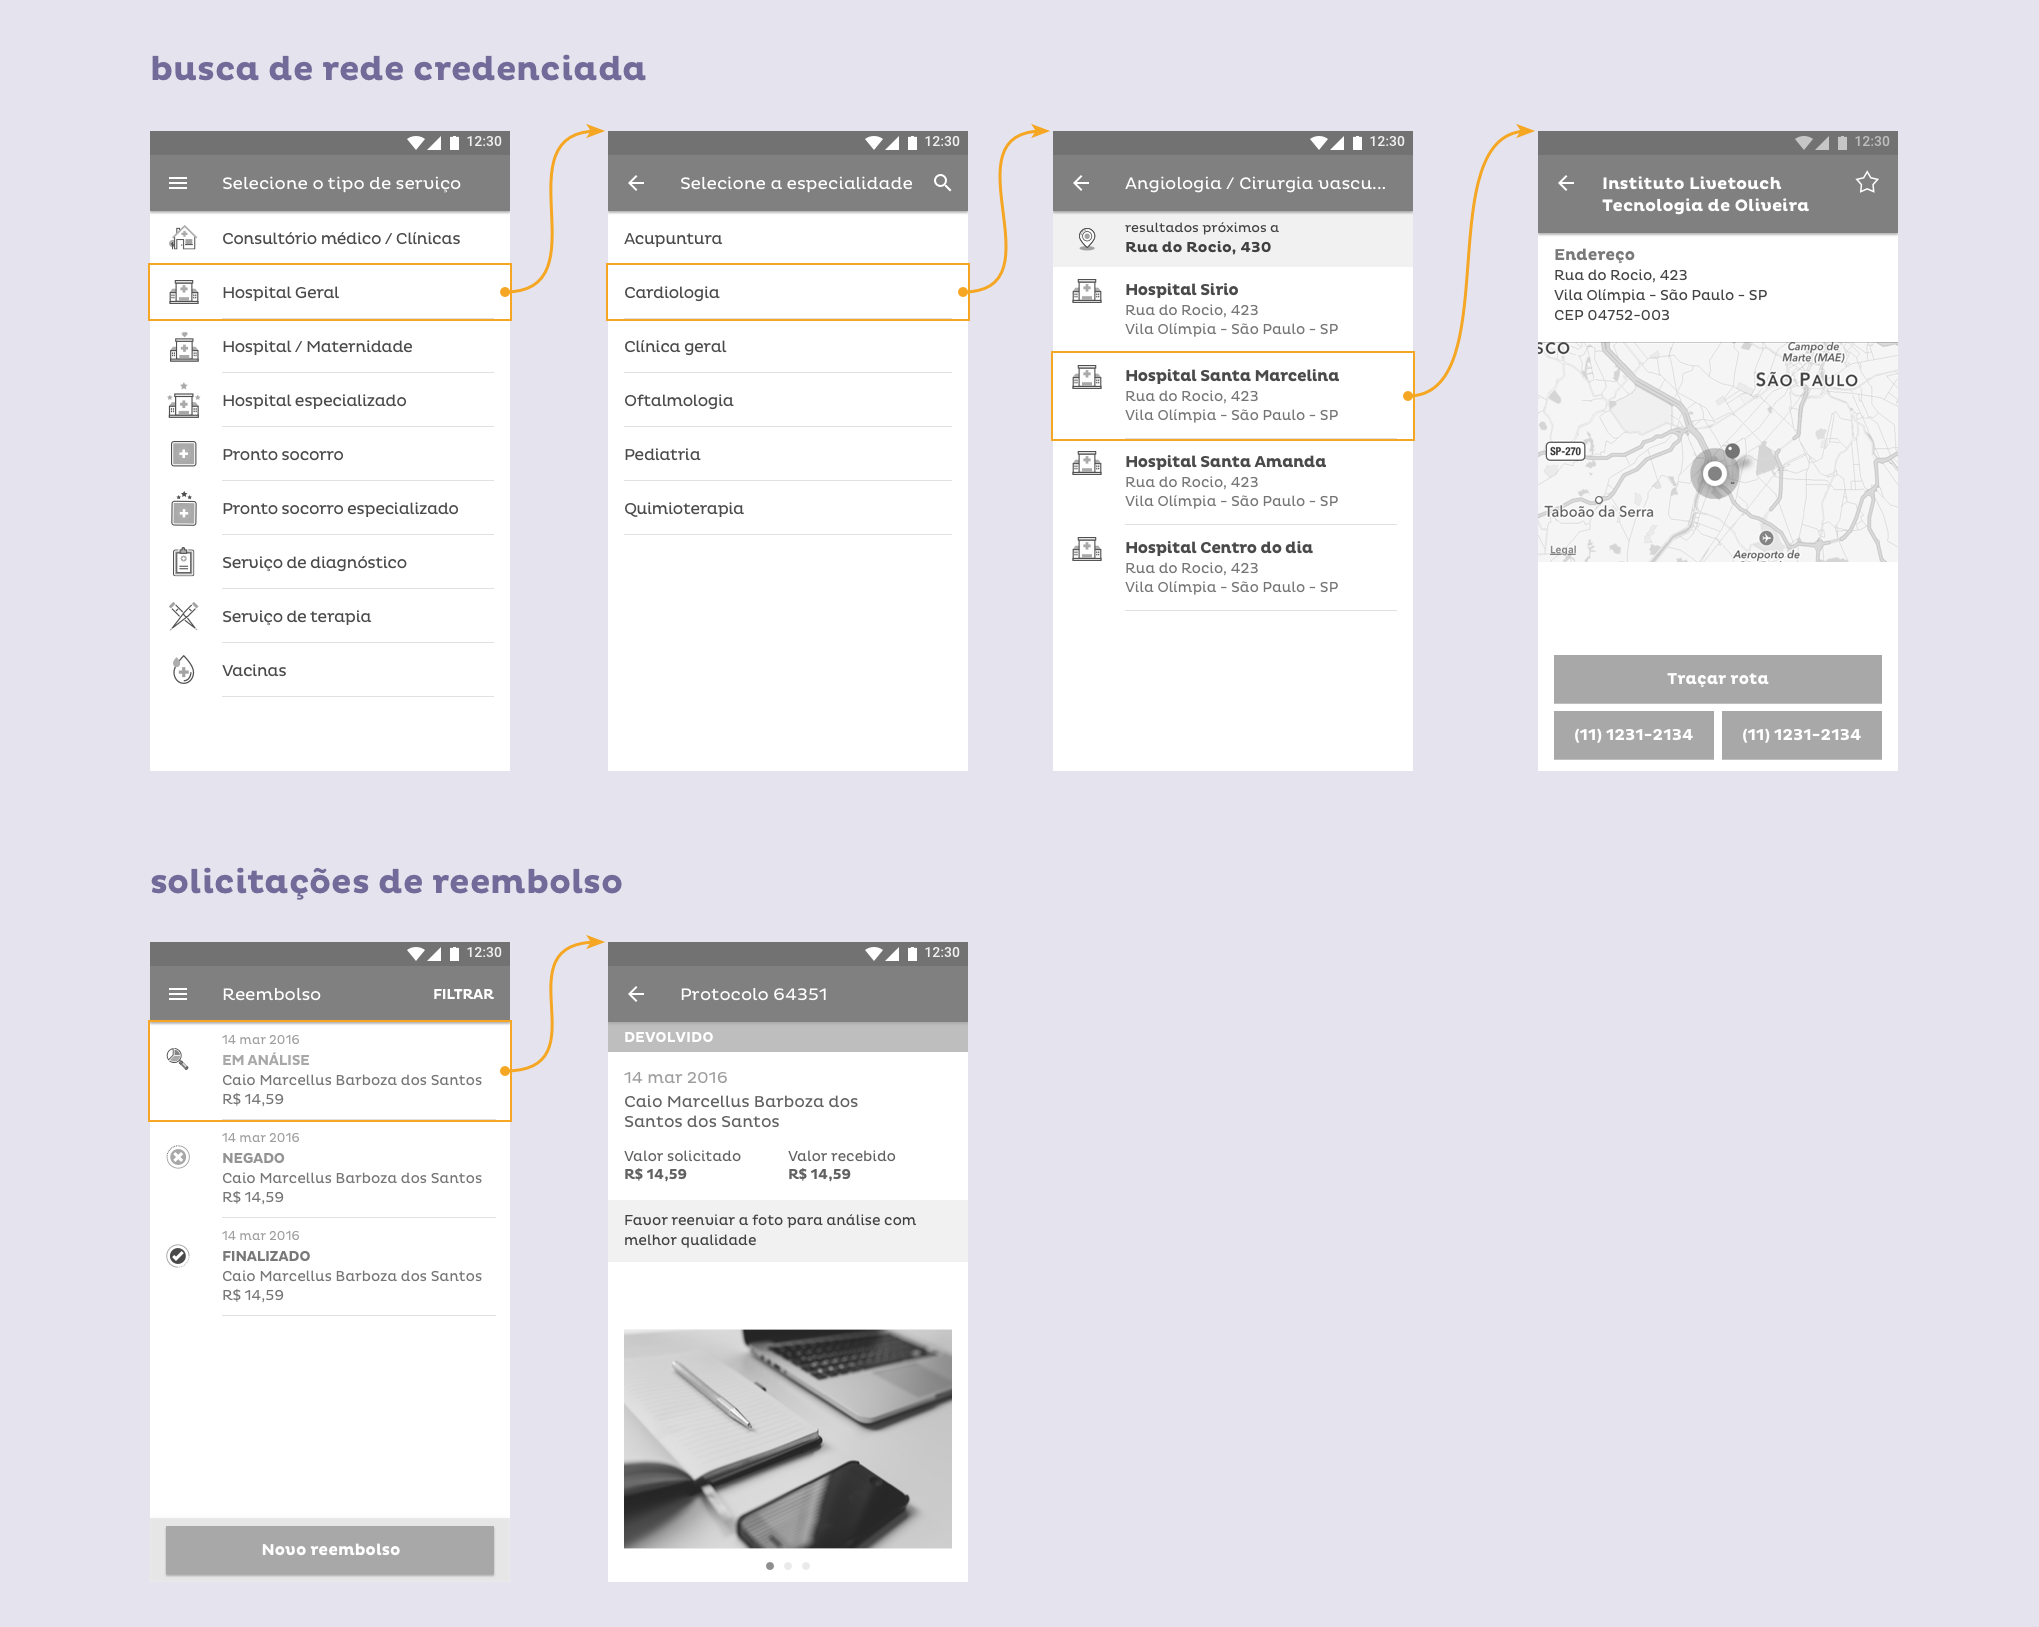 busca de rede credenciada
12:30
Selecione o tipo de serviço
Consultório médico / Clínicas
Hospital Geral
Hospital / Maternidade
Hospital especializado
Pronto socorro
Pronto socorro especializado
Serviço de diagnóstico
Serviço de terapia
Vacinas
12:30
Selecione a especialidade
Acupuntura
Cardiologia
Clínica geral
Oftalmologia
Pediatria
Quimioterapia
12:30
Angiologia / Cirurgia vascu...
resultados próximos a
Rua do Rocio, 430
Hospital Sirio
Rua do Rocio, 423
Vila Olímpia - São Paulo - SP
Hospital Santa Marcelina
Rua do Rocio, 423
Vila Olímpia - São Paulo - SP
Hospital Santa Amanda
Rua do Rocio, 423
Vila Olímpia - São Paulo - SP
Hospital Centro do dia
Rua do Rocio, 423
Vila Olímpia - São Paulo - SP
12:30
Instituto Livetouch
Tecnologia de Oliveira
Endereço
Rua do Rocio, 423
Vila Olímpia - São Paulo - SP
CEP 04752-003
SCO
Campo de
Marte (MAE)
SÃO PAULO
SP-270
Taboão da Serra
Legal
Aeroporto de
Traçar rota
(11) 1231-2134
(11) 1231-2134
solicitações de reembolso
12:30
Reembolso
FILTRAR
14 mar 2016
EM ANÁLISE
Caio Marcellus Barboza dos Santos
R$ 14,59
14 mar 2016
NEGADO
Caio Marcellus Barboza dos Santos
R$ 14,59
14 mar 2016
FINALIZADO
Caio Marcellus Barboza dos Santos
R$ 14,59
Novo reembolso
12:30
Protocolo 64351
DEVOLVIDO
14 mar 2016
Caio Marcellus Barboza dos
Santos dos Santos
Valor solicitado
R$ 14,59
Valor recebido
R$ 14,59
Favor reenviar a foto para análise com
melhor qualidade